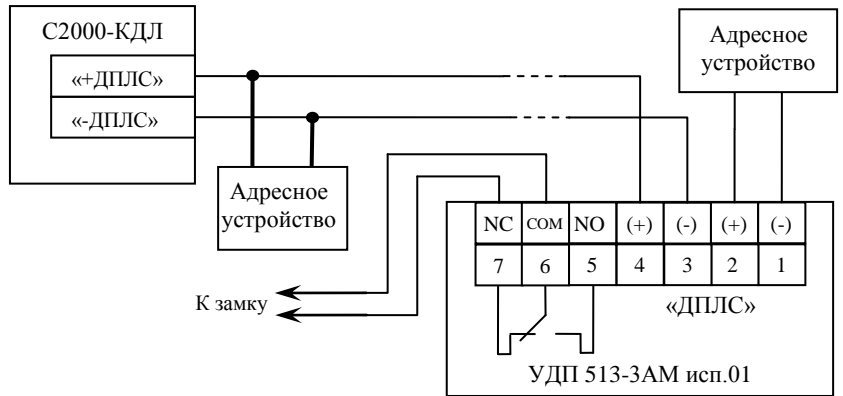 С2000-КДЛ
«+ДПЛС»
«-ДПЛС»
Адресное
устройство
Адресное
устройство
NC COM NO (+) (-) (+) (-)
7 6 5 4 3 2 1
К замку
«ДПЛС»
УДП 513-3АМ исп.01